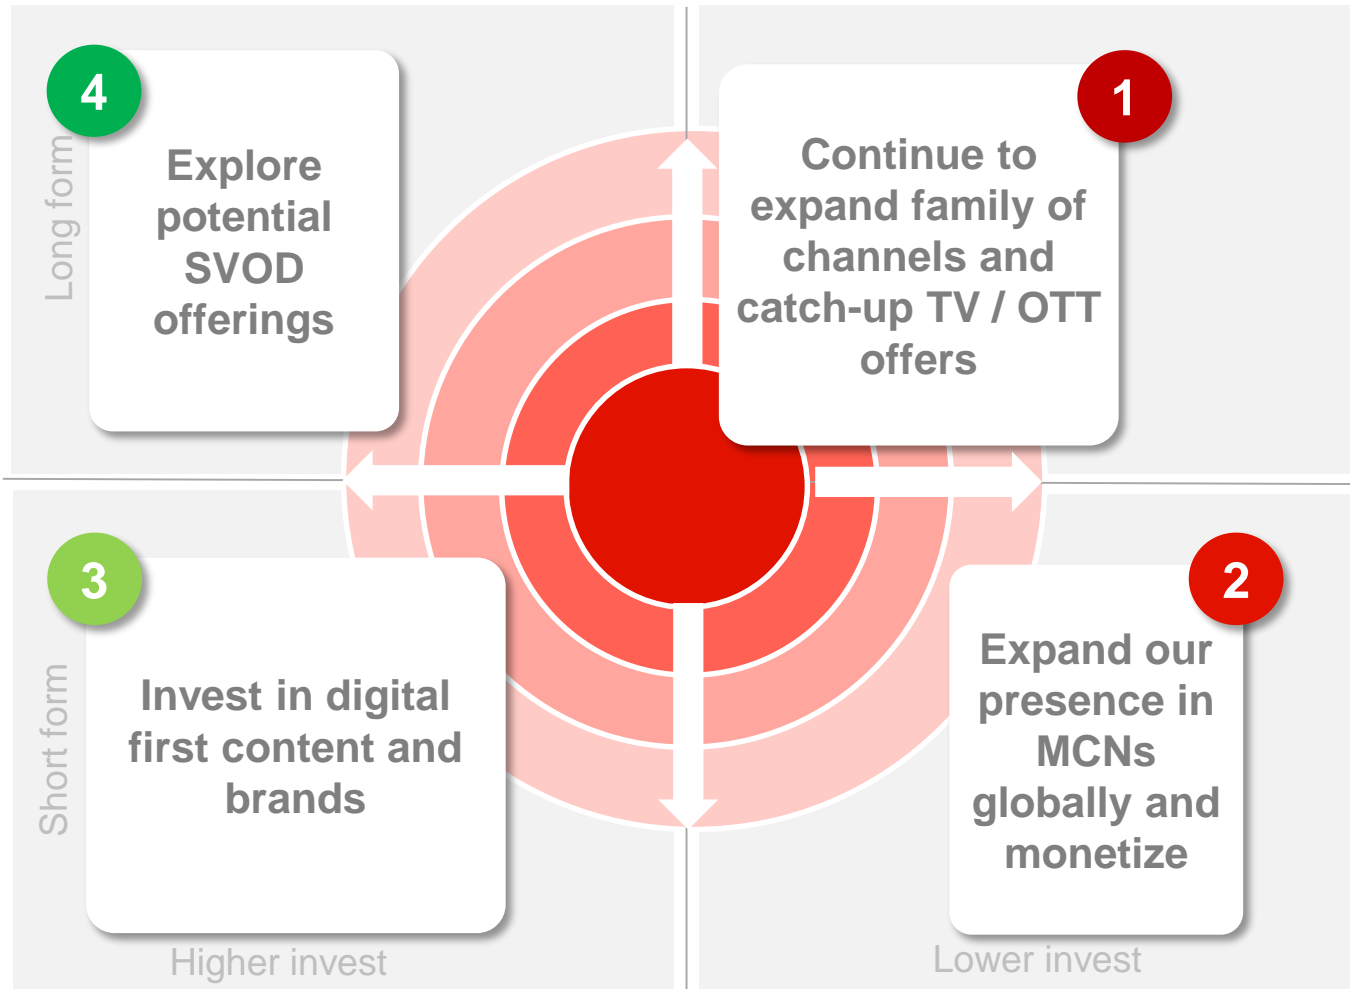 4
Explore
potential
SVOD
offerings
1
Continue to
expand family of
channels and
catch-up TV / OTT
offers
Long form
3
Invest in digital
first content and
brands
2
Expand our
presence in
MCNs
globally and
monetize
Short form
Higher invest
Lower invest